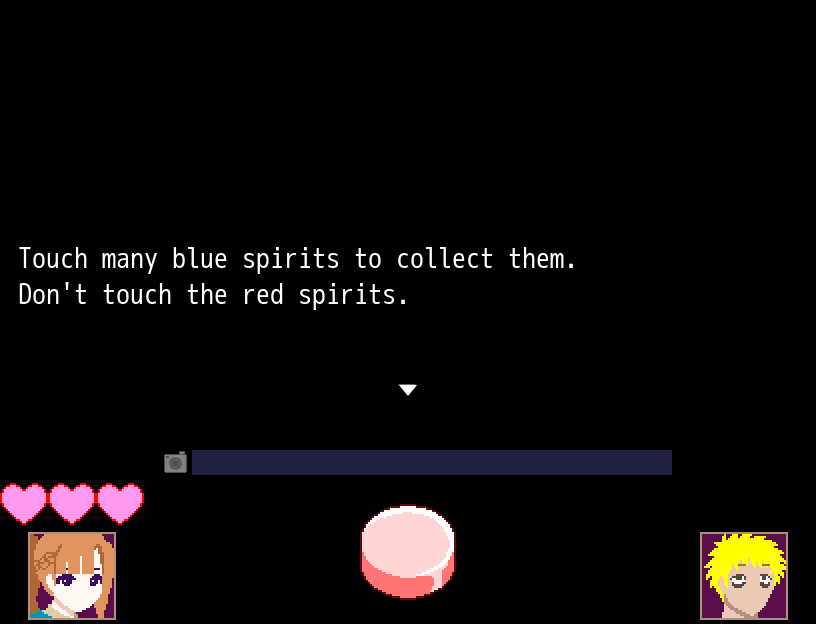 Touch many blue spirits to collect them.
Don't touch the red spirits.